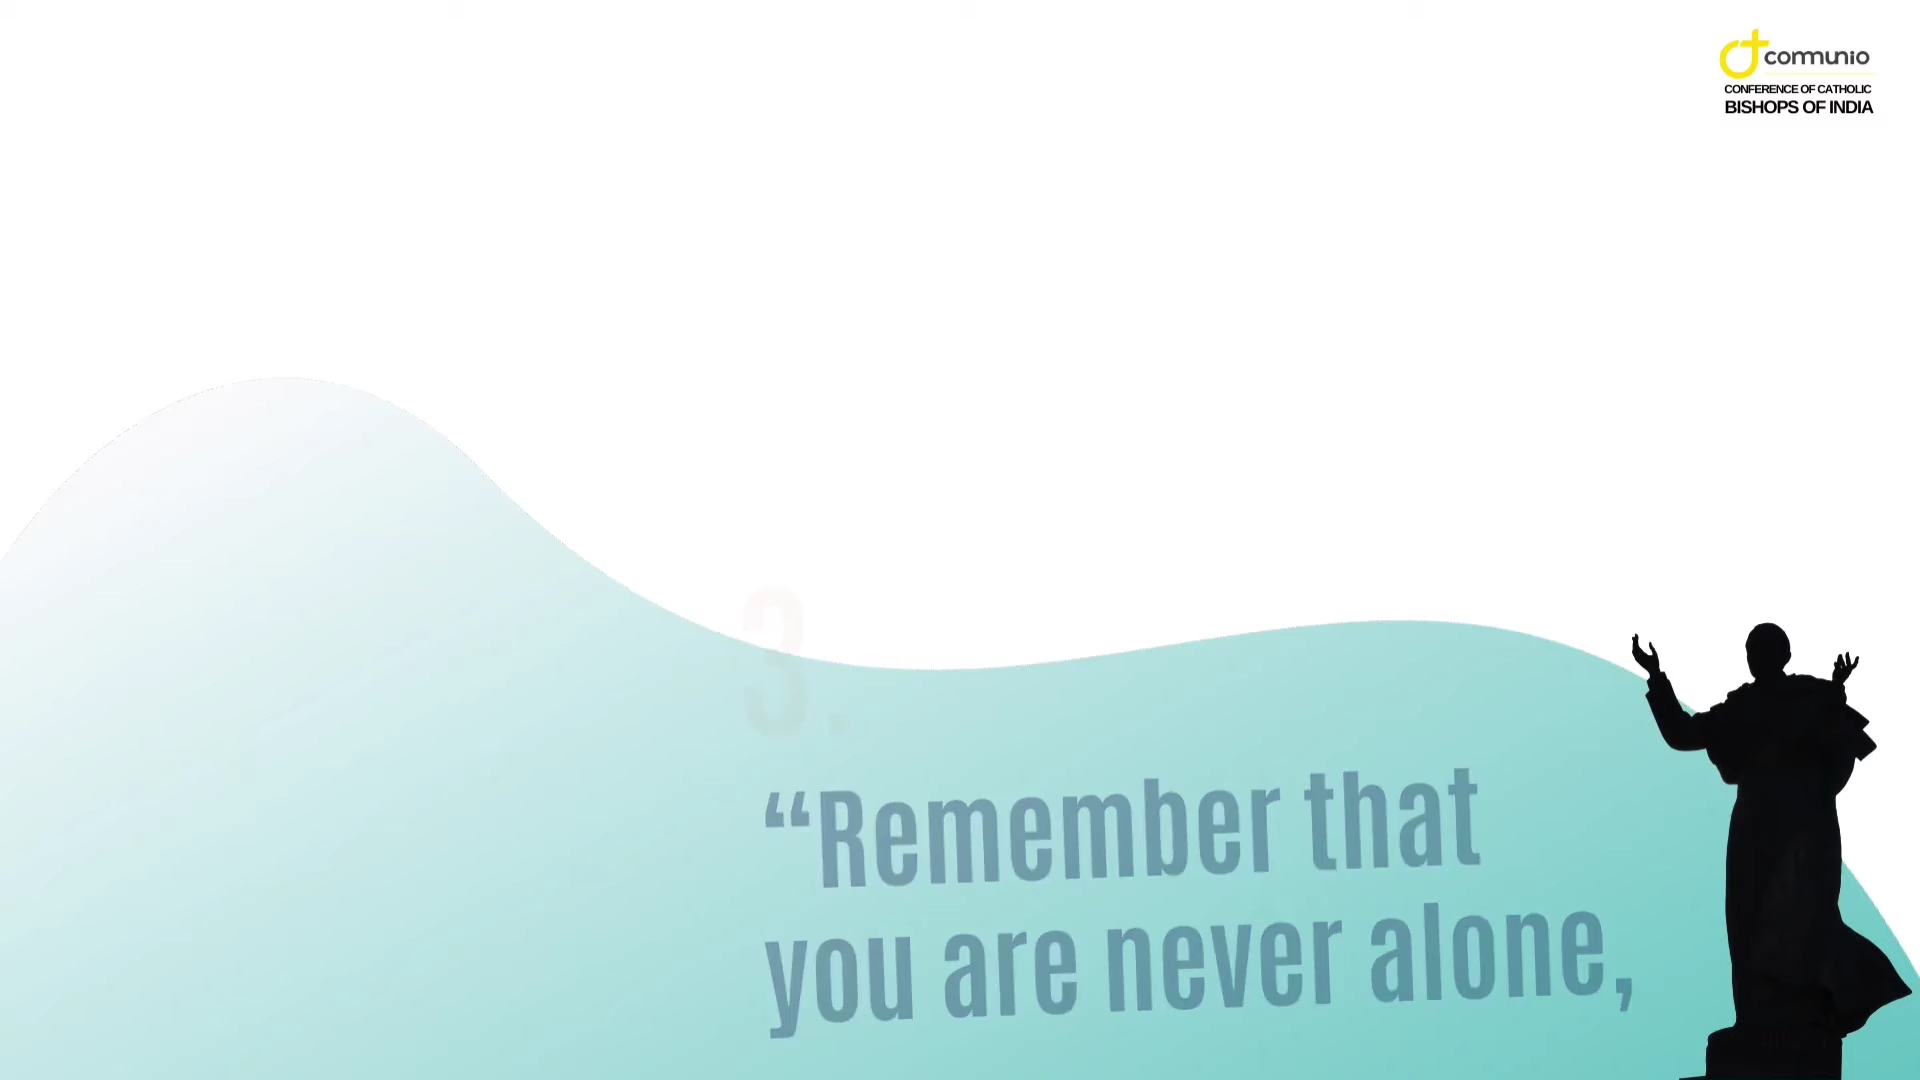 communio
CONFERENCE OF CATHOLIC
BISHOPS OF INDIA
3.
“Remember that
you are never alone,